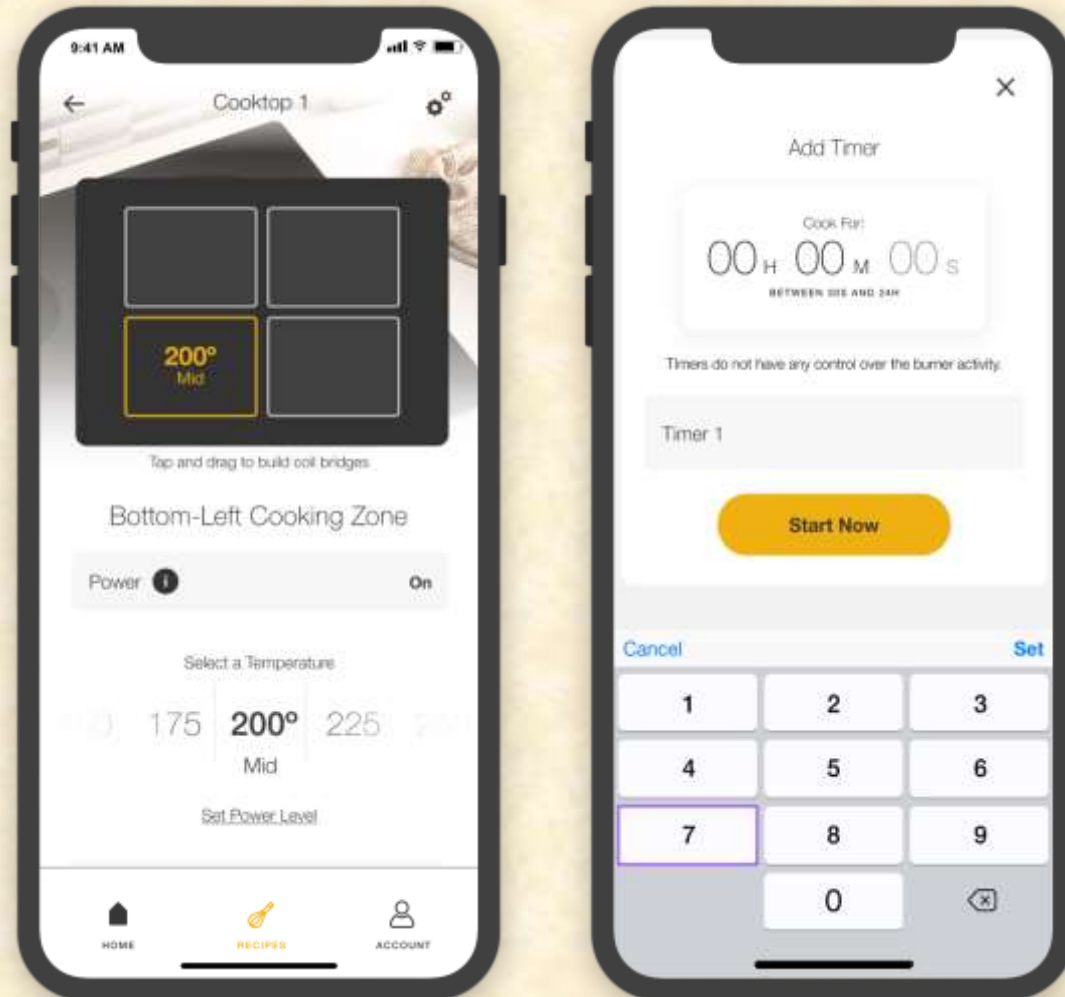 9:41 AM
Cooktop 1
200°
Mid
Tap and drag to build coil bridges
Bottom-Left Cooking Zone
Power i On
Select a Temperature
175 200° 225
Mid
Set Power Level
HOME RECIPES ACCOUNT
Add Timer
Cook For:
00 H 00 M 00 S
BETWEEN AND 24H
Timers do not have any control over the burner activity.
Timer 1
Start Now
Cancel Set
1 2 3
4 5 6
7 8 9
0